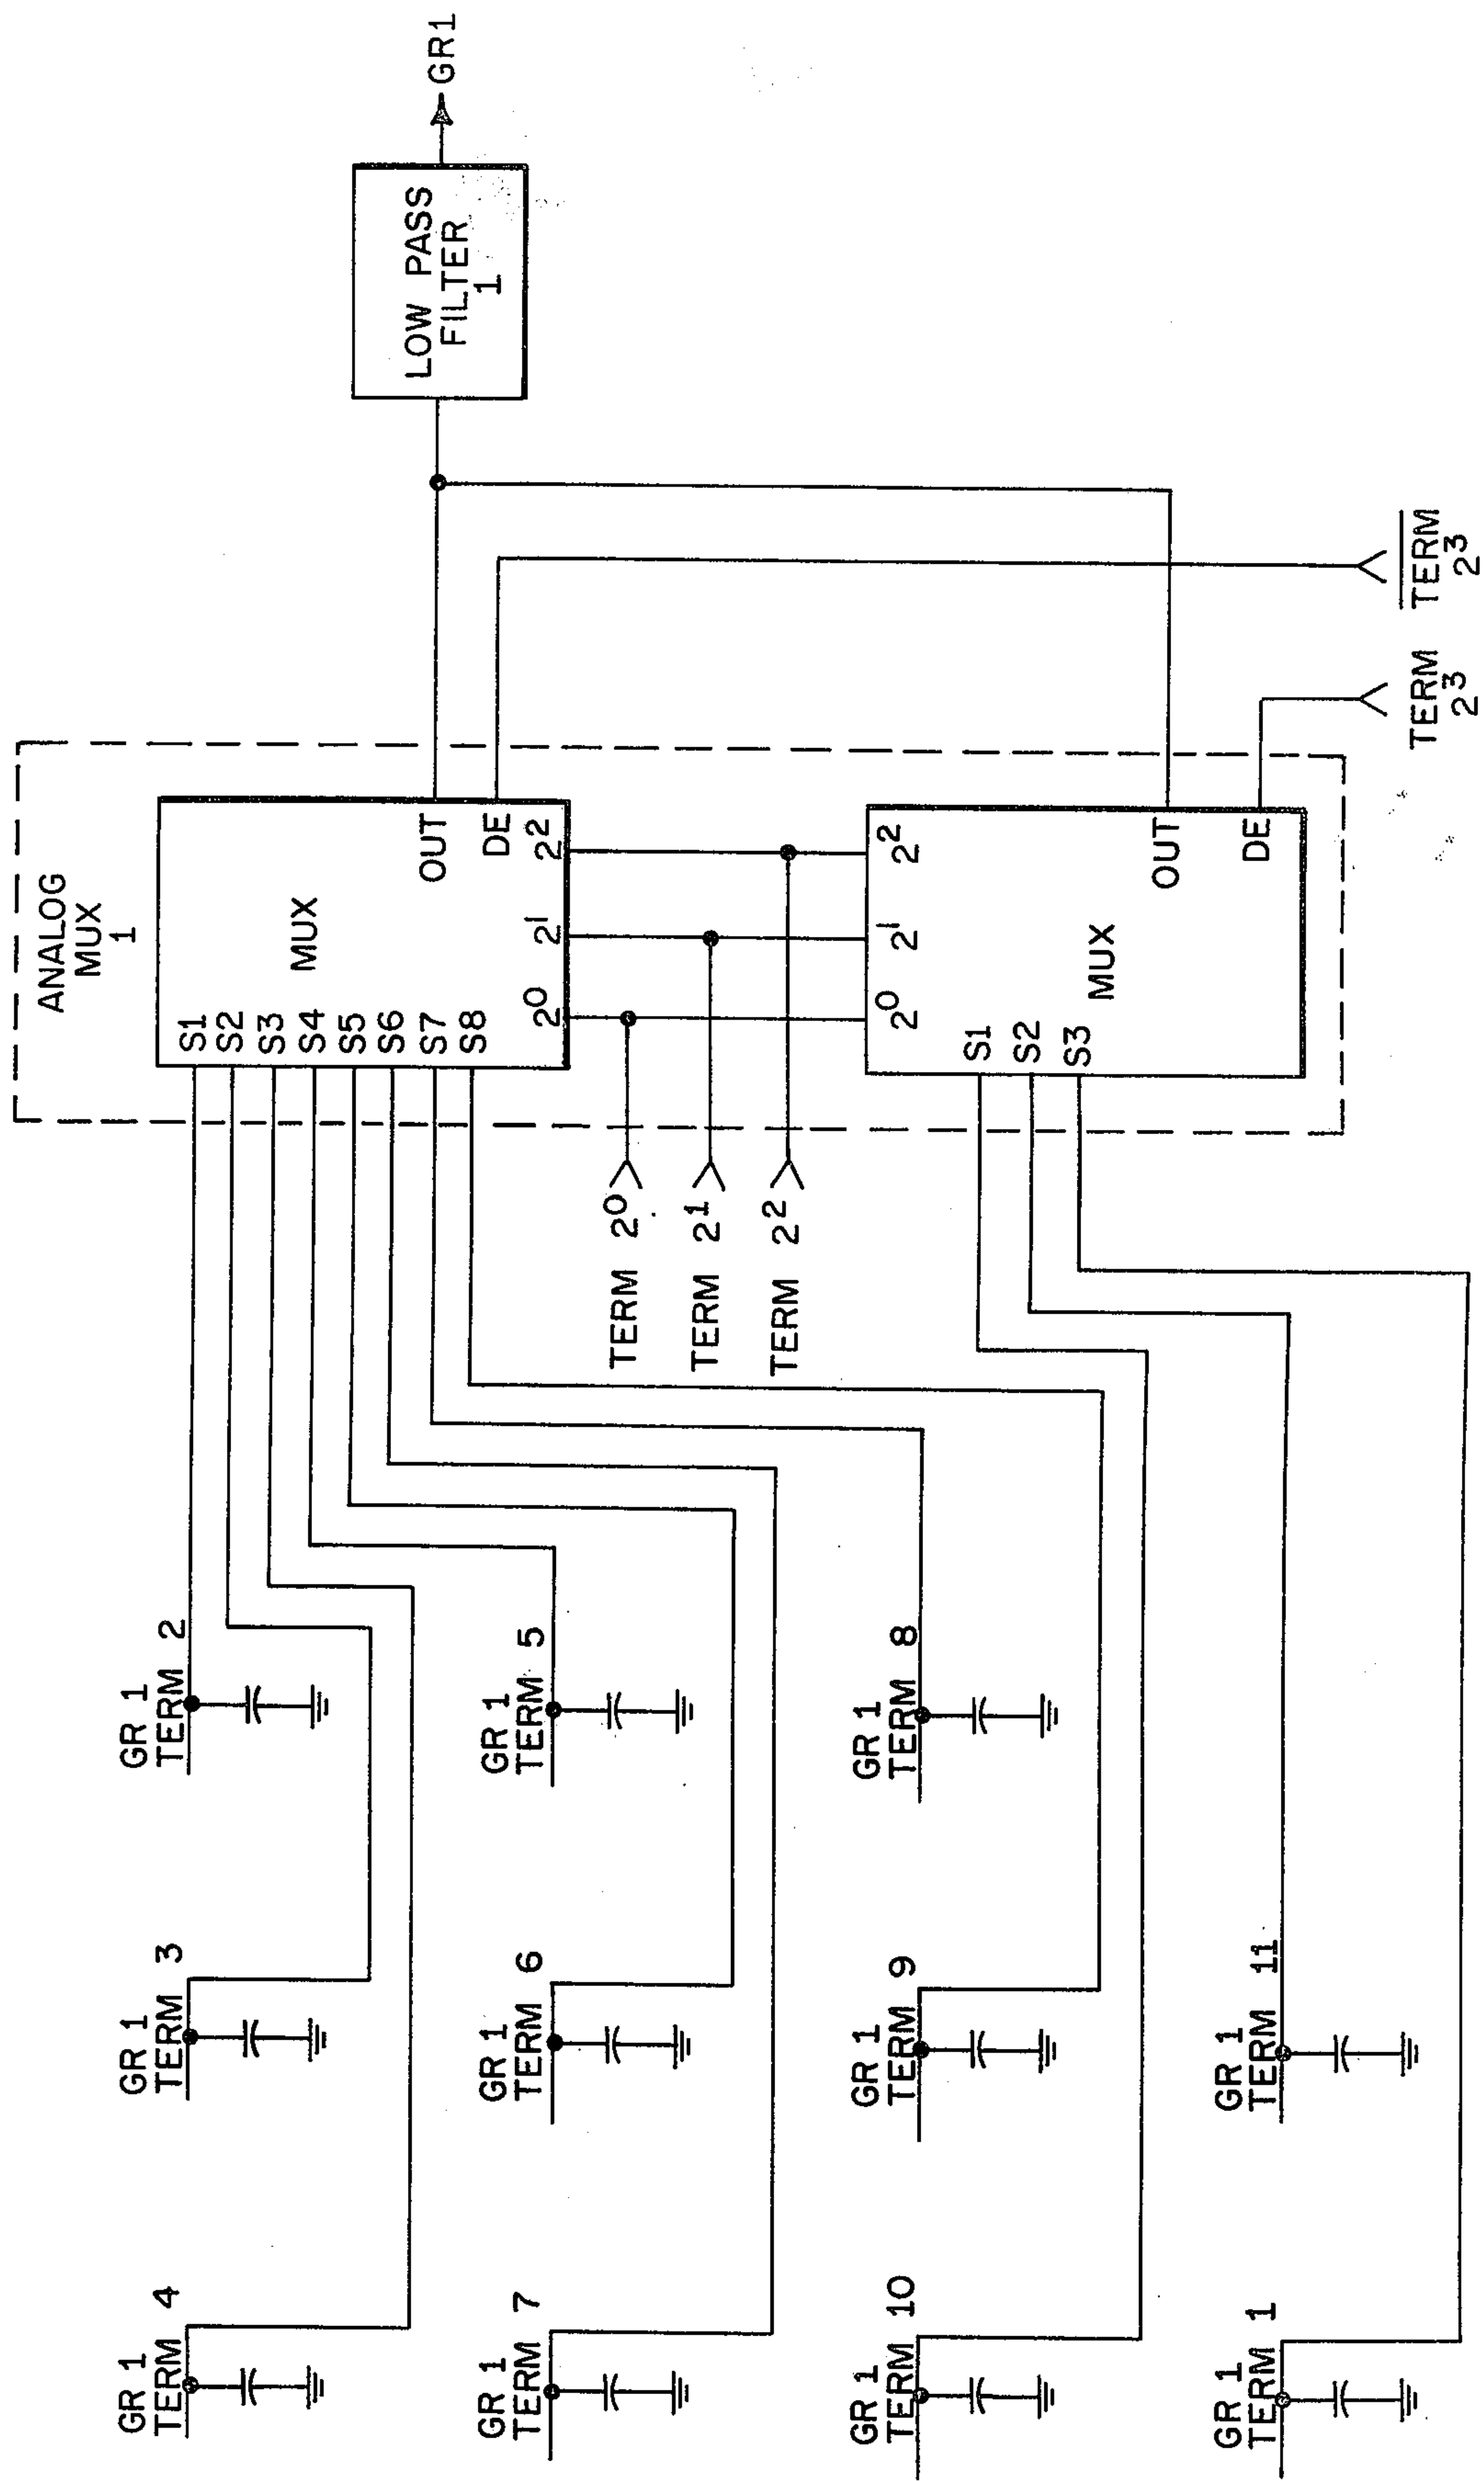 ANALOG
MUX
1
MUX
S1
S2
S3
S4
S5
S6
S7
S8
OUT
DE
2⁰
2¹
2²
LOW PASS
FILTER
1
GR1
GR 1
TERM 4
GR 1
TERM 3
GR 1
TERM 2
GR 1
TERM 7
GR 1
TERM 6
GR 1
TERM 5
TERM 2⁰
TERM 2¹
TERM 2²
GR 1
TERM 10
GR 1
TERM 9
GR 1
TERM 8
MUX
2⁰
2¹
2²
S1
S2
S3
OUT
DE
GR 1
TERM 1
GR 1
TERM 11
TERM
2³
TERM
2³